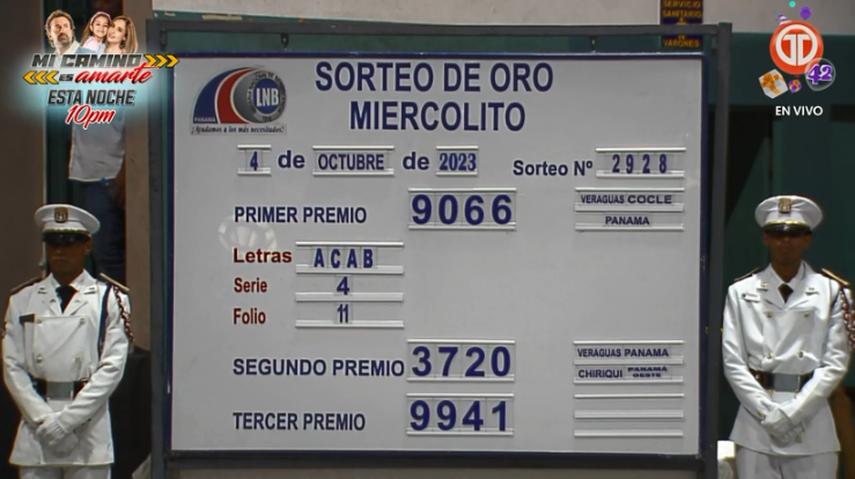 MI CAMINO
ES amarte
ESTA NOCHE
10pm
SERVICIO
SANITARIO
VARONES
42
EN VIVO
LNB
PANAMA
¡Ayudamos a los más necesitados!
SORTEO DE ORO
MIERCOLITO
4 de OCTUBRE de 2023 Sorteo Nº 2928
PRIMER PREMIO 9066 VERAGUAS COCLE
PANAMA
Letras ACAB
Serie 4
Folio 11
SEGUNDO PREMIO 3720 VERAGUAS PANAMA
CHIRIQUI PANAMÁ OESTE
TERCER PREMIO 9941